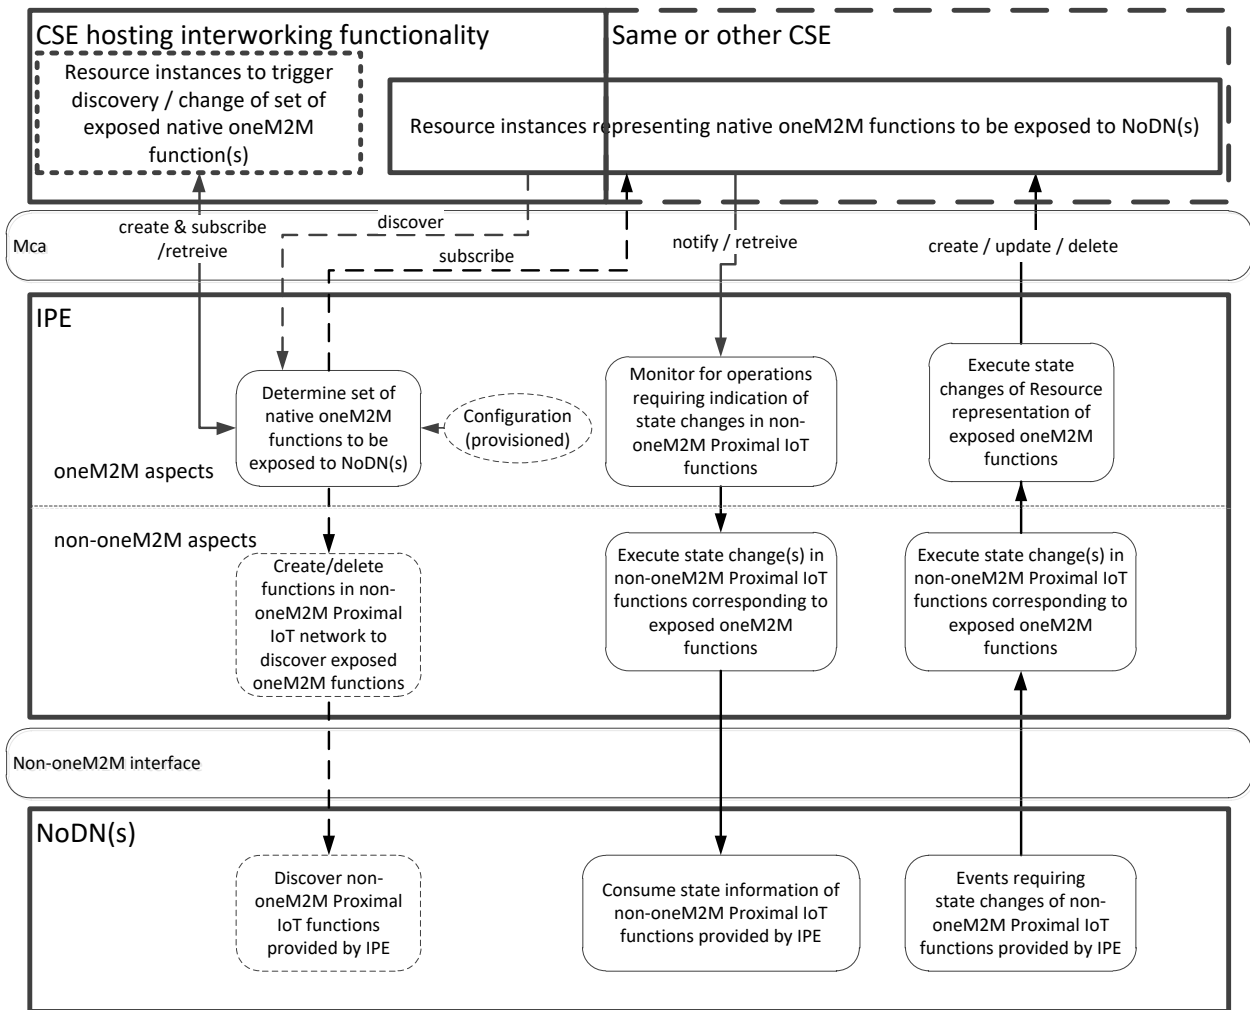 CSE hosting interworking functionality
Same or other CSE
Resource instances to trigger
discovery / change of set of
exposed native oneM2M
function(s)
Resource instances representing native oneM2M functions to be exposed to NoDN(s)
Mca
create & subscribe
/retreive
discover
subscribe
notify / retreive
create / update / delete
IPE
Determine set of
native oneM2M
functions to be
exposed to NoDN(s)
Configuration
(provisioned)
Monitor for operations
requiring indication of
state changes in non-
oneM2M Proximal IoT
functions
Execute state
changes of Resource
representation of
exposed oneM2M
functions
oneM2M aspects
non-oneM2M aspects
Create/delete
functions in non-
oneM2M Proximal
IoT network to
discover exposed
oneM2M functions
Execute state change(s) in
non-oneM2M Proximal IoT
functions corresponding to
exposed oneM2M
functions
Execute state change(s) in
non-oneM2M Proximal IoT
functions corresponding to
exposed oneM2M
functions
Non-oneM2M interface
NoDN(s)
Discover non-
oneM2M Proximal
IoT functions
provided by IPE
Consume state information of
non-oneM2M Proximal IoT
functions provided by IPE
Events requiring
state changes of non-
oneM2M Proximal IoT
functions provided by IPE